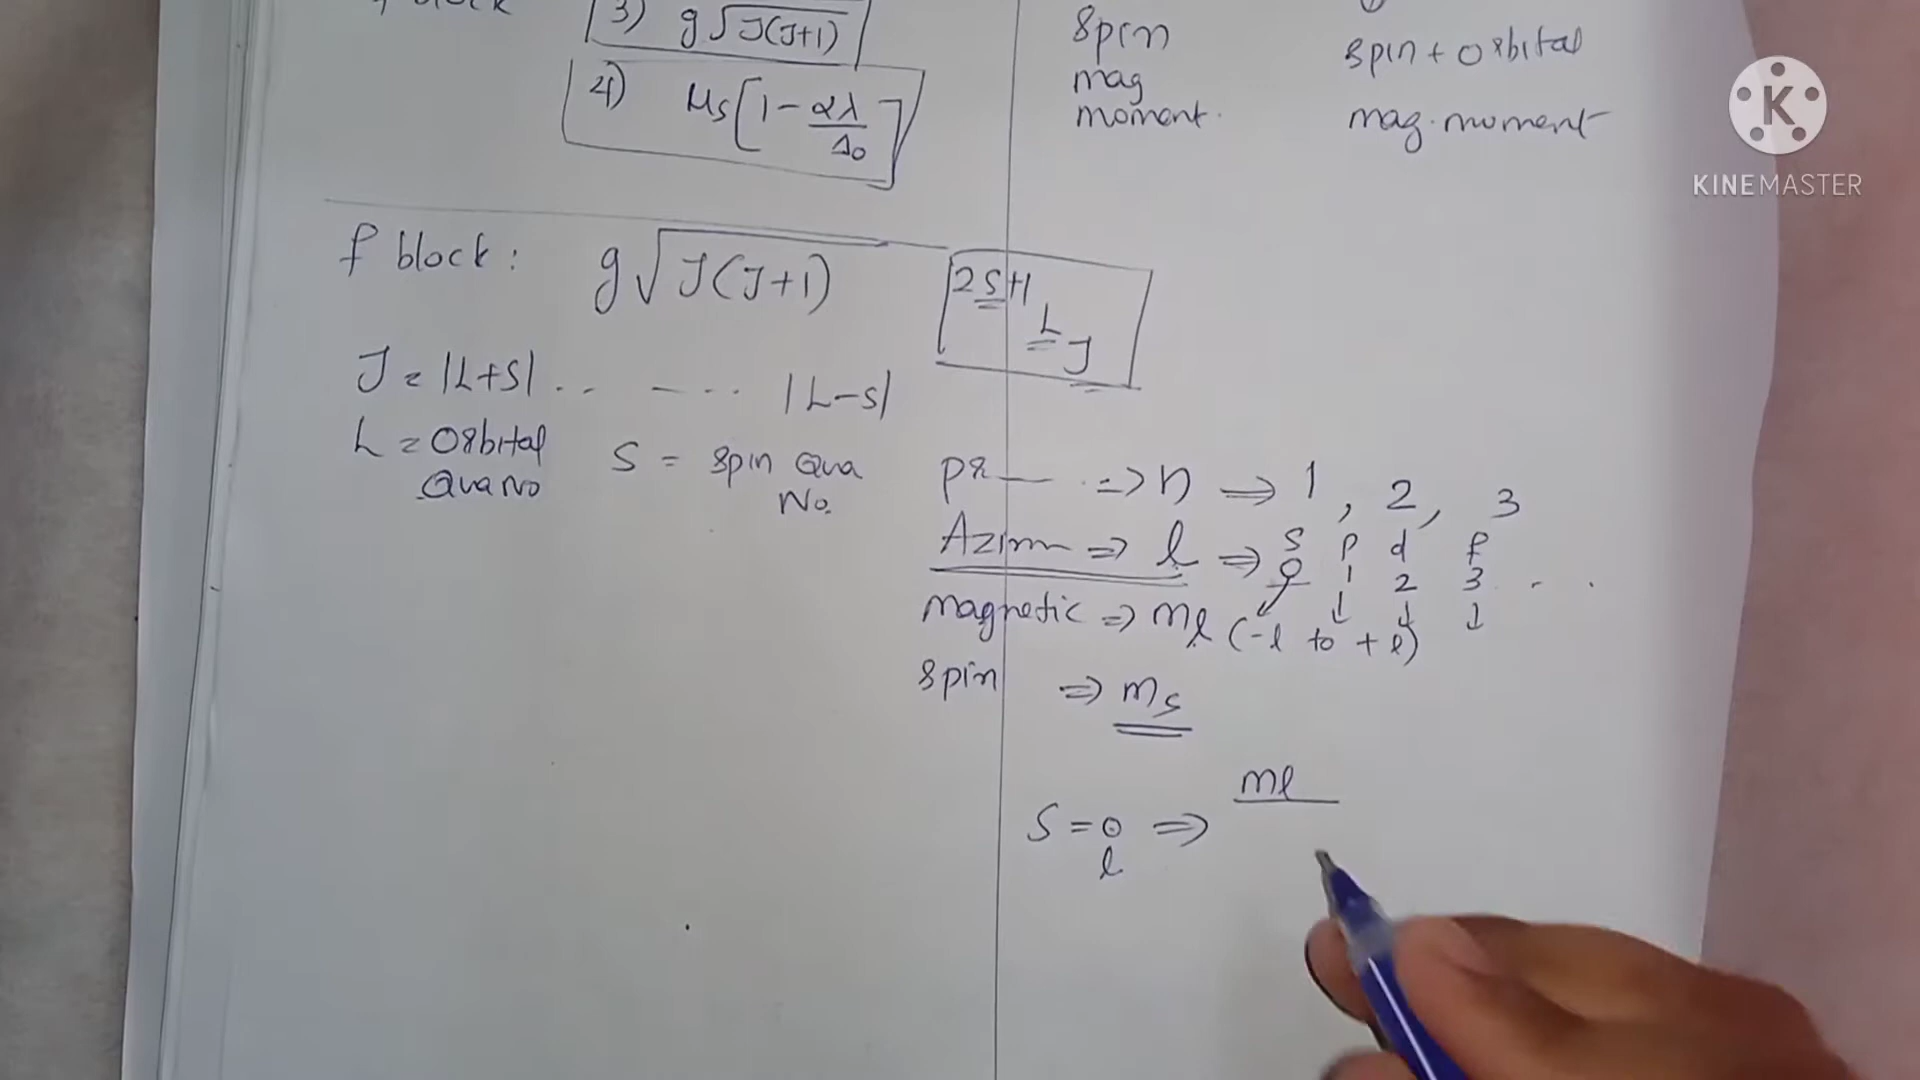 block
3) g√J(J+1)
4) μs[1-αλ/Δo]
spin
mag
moment.
spin + orbital
mag. moment
K
KINEMASTER
f block : g√J(J+1)
2S+1 L J
J = |L+S| .. - ... |L-S|
L = Orbital
Qua No
S = spin Qua
No.
pr— => n => 1 , 2 , 3
Azim => l => s p d f
0 1 2 3 . .
magnetic => ml (-l to + l)
spin => ms
ml
S = 0 =>
l